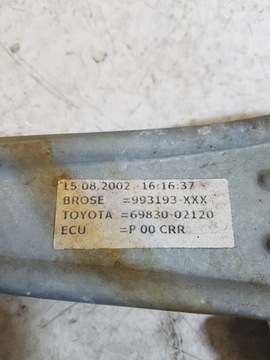 15.08.2002 16:16:37
BROSE =993193-XXX
TOYOTA =69830-02120
ECU =P 00 CRR